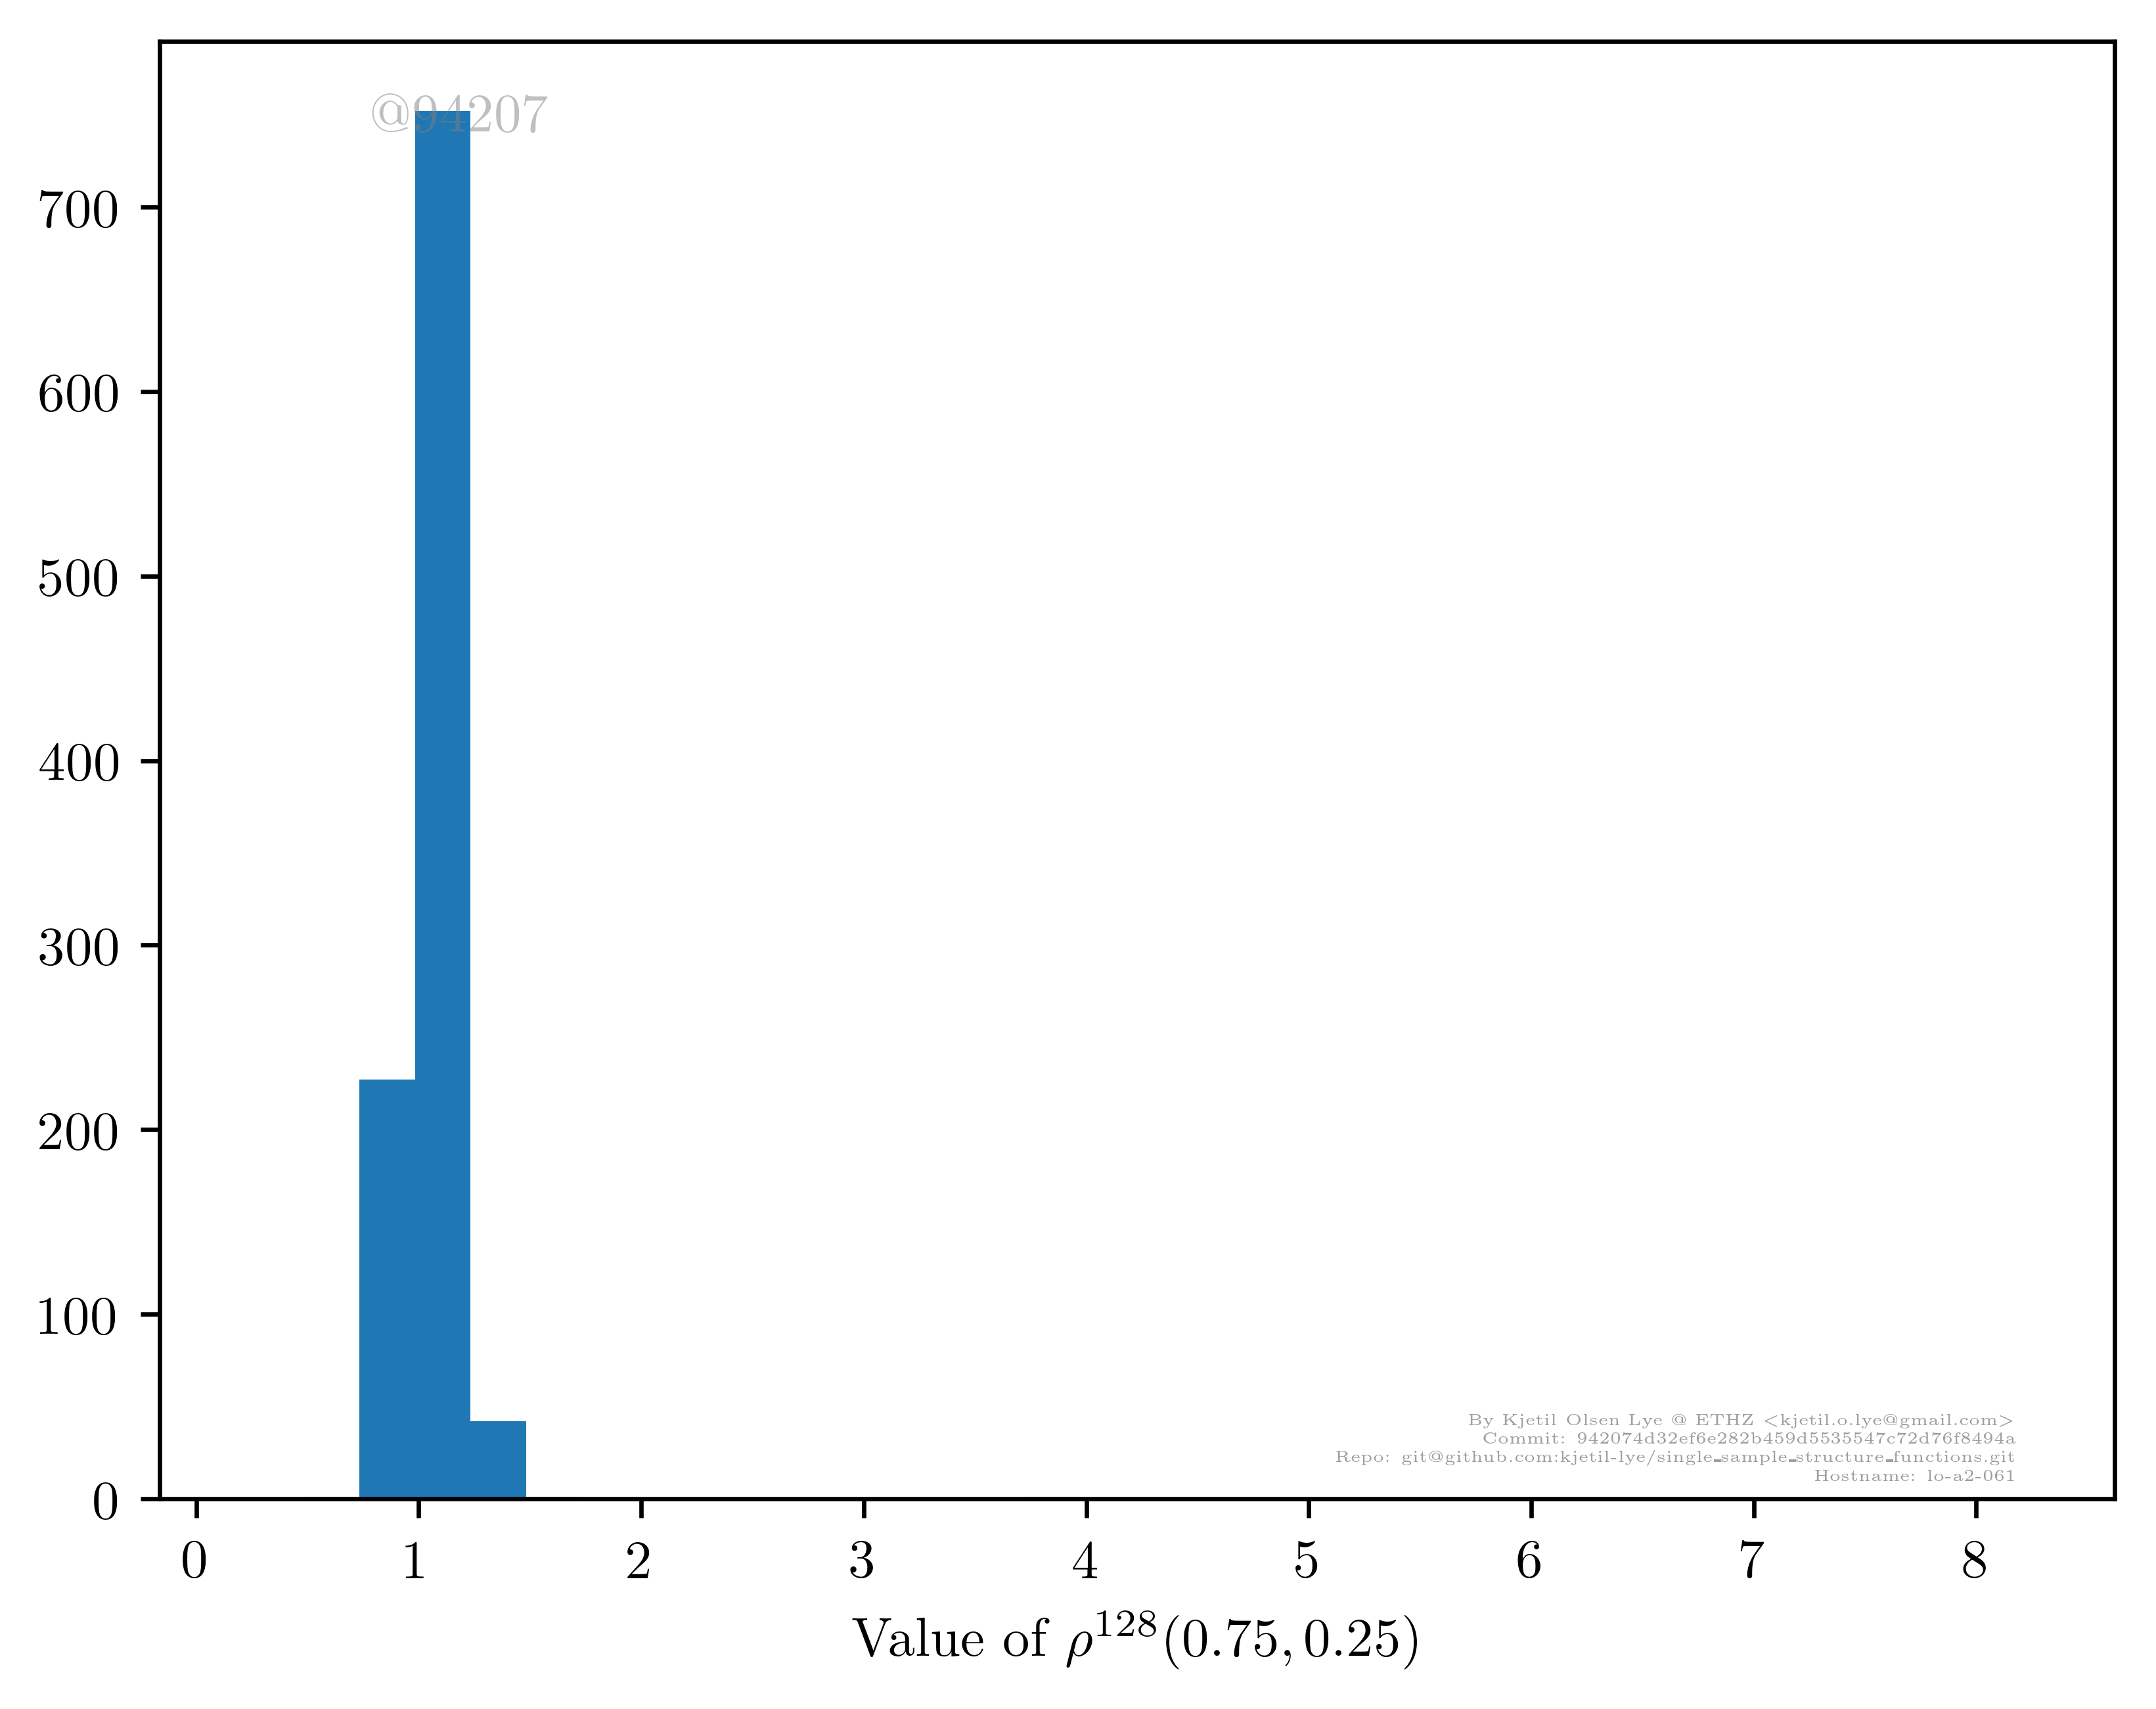 @94207
700
600
500
400
300
200
100
0
By Kjetil Olsen Lye @ ETHZ <kjetil.o.lye@gmail.com>
Commit: 942074d32ef6e282b459d5535547c72d76f8494a
Repo: git@github.com:kjetil-lye/single_sample_structure_functions.git
Hostname: lo-a2-061
0 1 2 3 4 5 6 7 8
Value of ρ¹²⁸(0.75, 0.25)